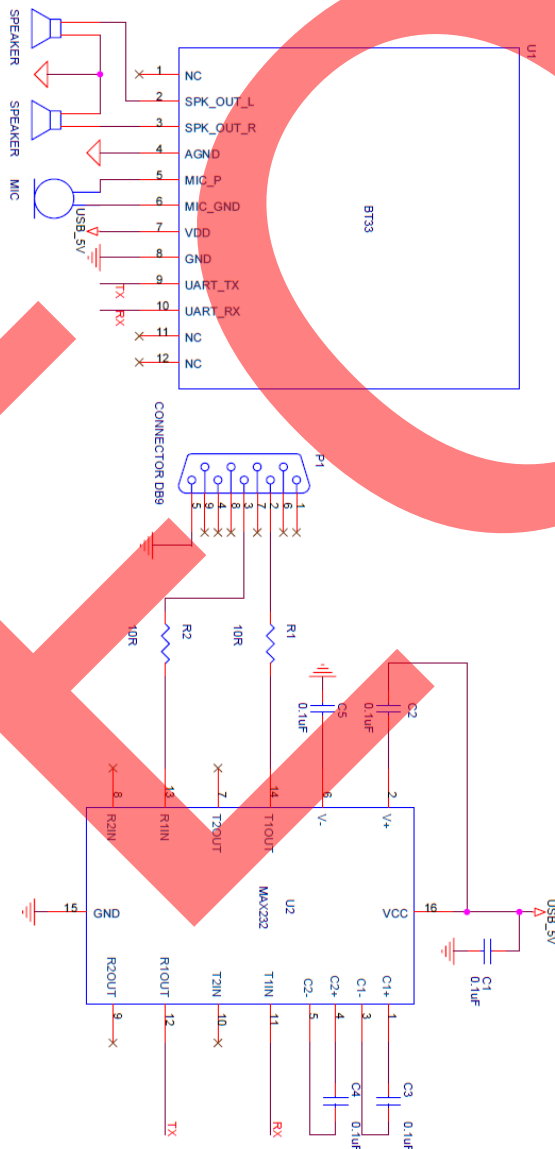 U1
BT33
1 NC
2 SPK_OUT_L
3 SPK_OUT_R
4 AGND
5 MIC_P
6 MIC_GND
7 VDD
8 GND
9 UART_TX
10 UART_RX
11 NC
12 NC
SPEAKER
SPEAKER
MIC
USB_5V
TX
RX
P1
CONNECTOR DB9
5
9
4
8
3
7
2
6
1
R2
10R
R1
10R
C5
0.1uF
C2
0.1uF
8 R2IN
13 R1IN
7 T2OUT
14 T1OUT
6 V-
2 V+
U2
MAX232
15 GND
VCC 16
USB_5V
C1
0.1uF
R2OUT 9
R1OUT 12
T2IN 10
T1IN 11
C2- 5
C2+ 4
C1- 3
C1+ 1
C4
0.1uF
C3
0.1uF
TX
RX